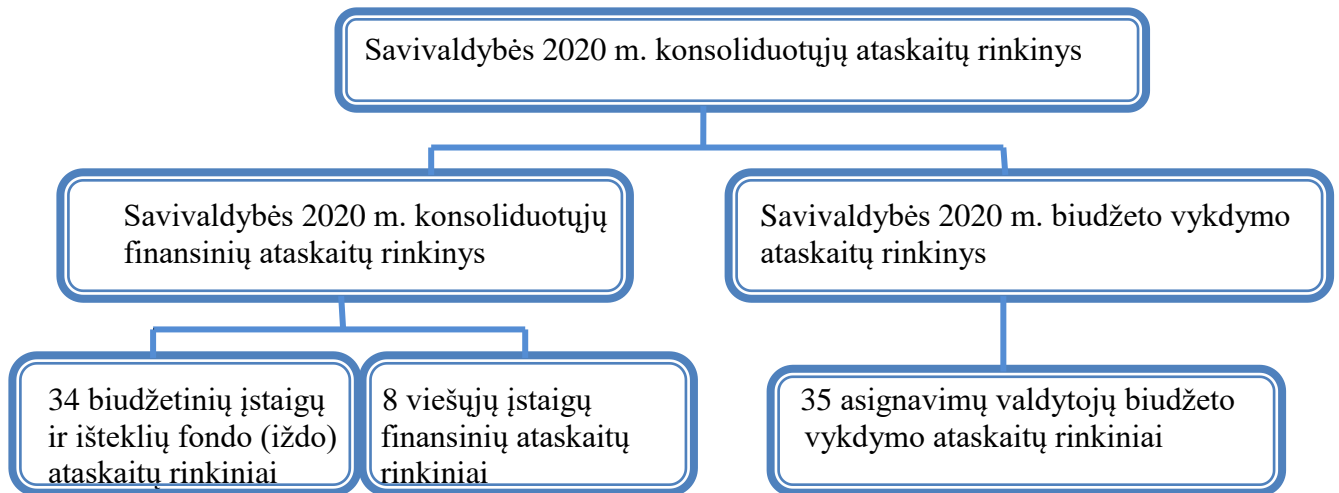 Savivaldybės 2020 m. konsoliduotųjų ataskaitų rinkinys
Savivaldybės 2020 m. konsoliduotųjų
finansinių ataskaitų rinkinys
Savivaldybės 2020 m. biudžeto vykdymo
ataskaitų rinkinys
34 biudžetinių įstaigų
ir išteklių fondo (iždo)
ataskaitų rinkiniai
8 viešųjų įstaigų
finansinių ataskaitų
rinkiniai
35 asignavimų valdytojų biudžeto
vykdymo ataskaitų rinkiniai